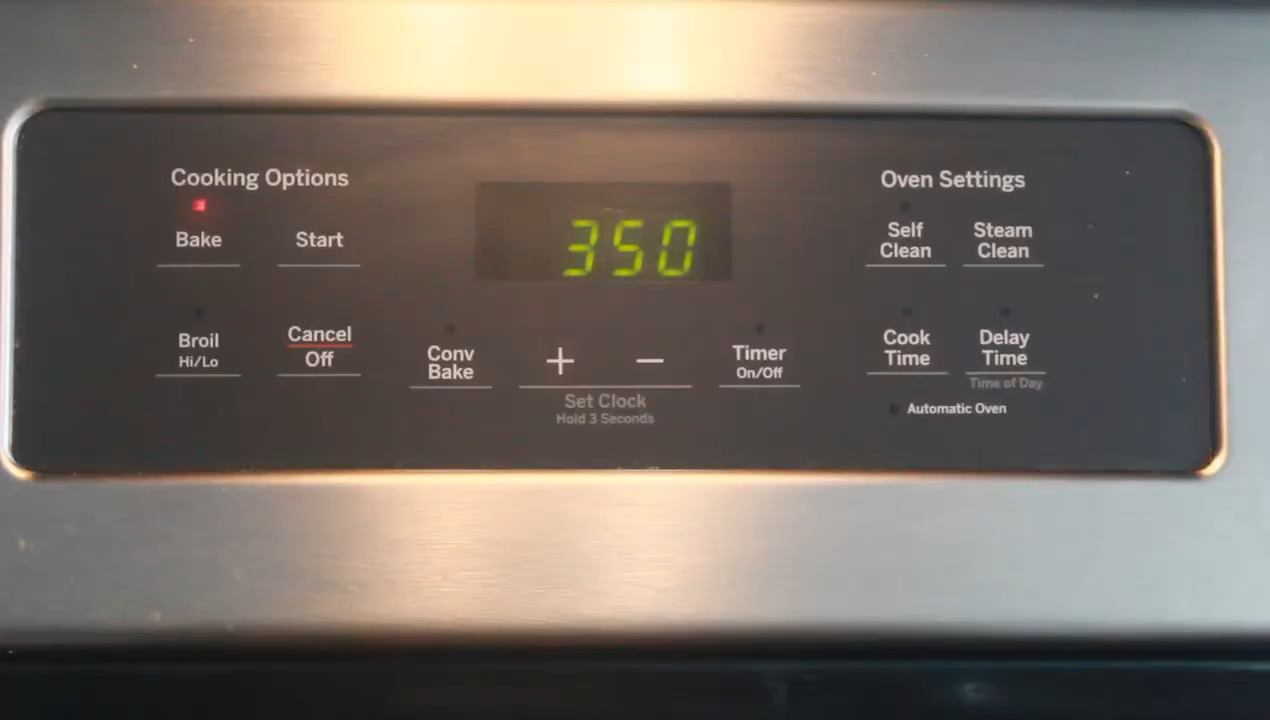 Cooking Options
Bake
Start
Broil
Hi/Lo
Cancel
Off
350
Conv
Bake
+
−
Set Clock
Hold 3 Seconds
Timer
On/Off
Oven Settings
Self
Clean
Steam
Clean
Cook
Time
Delay
Time
Time of Day
Automatic Oven